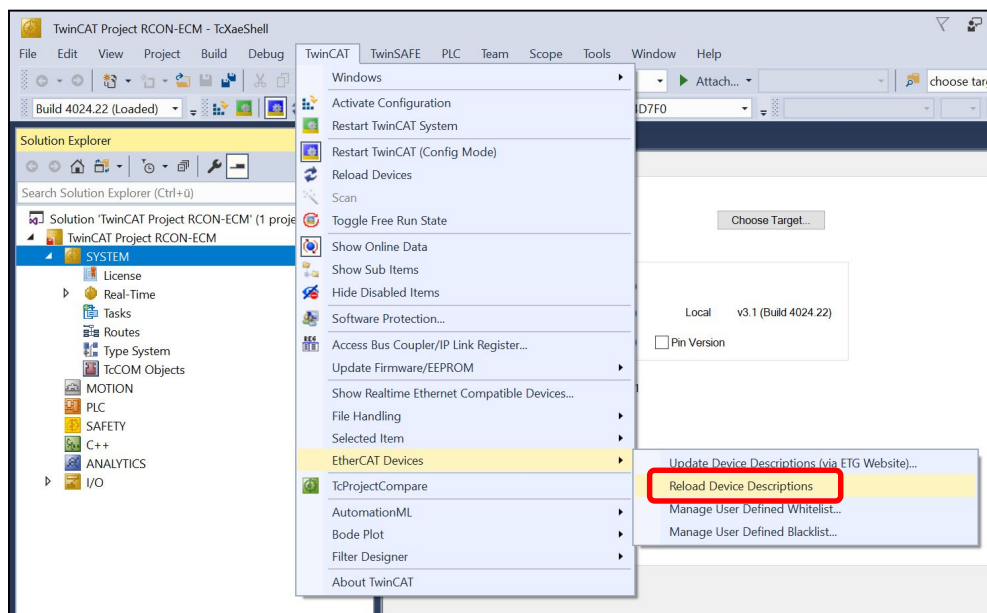 TwinCAT Project RCON-ECM - TcXaeShell
File Edit View Project Build Debug TwinCAT TwinSAFE PLC Team Scope Tools Window Help
Attach...
choose tar
Build 4024.22 (Loaded)
D7F0
Solution Explorer
Search Solution Explorer (Ctrl+ü)
Solution 'TwinCAT Project RCON-ECM' (1 proje
TwinCAT Project RCON-ECM
SYSTEM
License
Real-Time
Tasks
Routes
Type System
TcCOM Objects
MOTION
PLC
SAFETY
C++
ANALYTICS
I/O
Windows
Activate Configuration
Restart TwinCAT System
Restart TwinCAT (Config Mode)
Reload Devices
Scan
Toggle Free Run State
Show Online Data
Show Sub Items
Hide Disabled Items
Software Protection...
Access Bus Coupler/IP Link Register...
Update Firmware/EEPROM
Show Realtime Ethernet Compatible Devices...
File Handling
Selected Item
EtherCAT Devices
TcProjectCompare
AutomationML
Bode Plot
Filter Designer
About TwinCAT
Choose Target...
Local v3.1 (Build 4024.22)
Pin Version
Update Device Descriptions (via ETG Website)...
Reload Device Descriptions
Manage User Defined Whitelist...
Manage User Defined Blacklist...